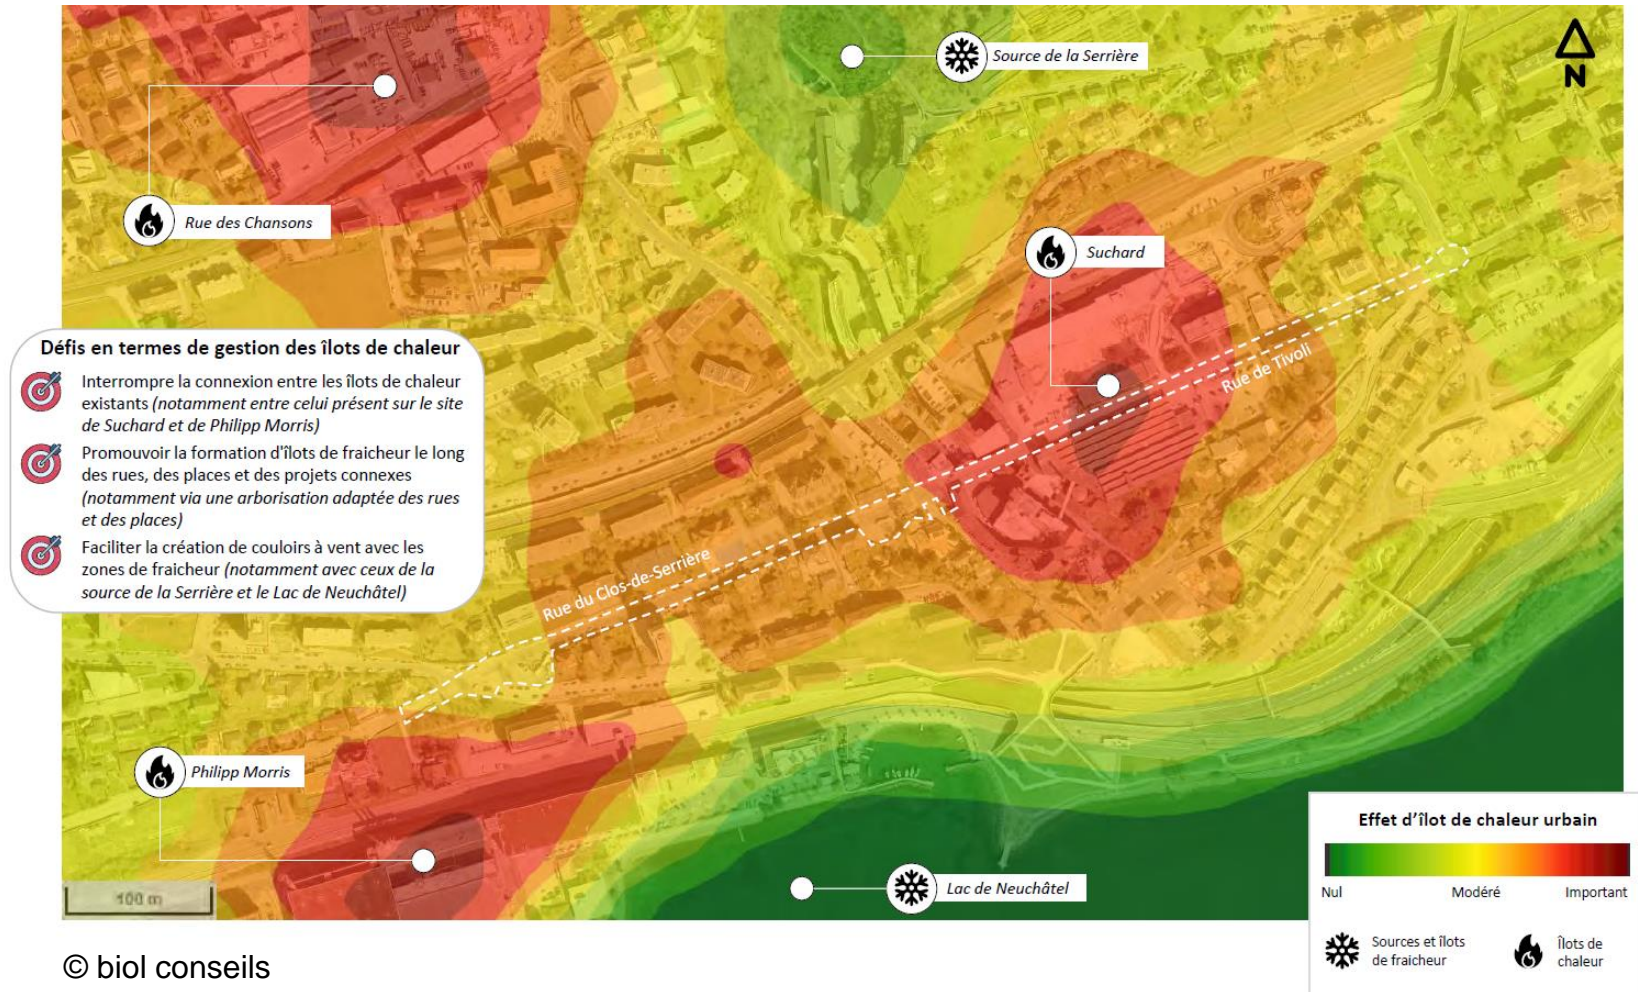 Source de la Serrière
N
Rue des Chansons
Suchard
Défis en termes de gestion des îlots de chaleur
Interrompre la connexion entre les îlots de chaleur
existants (notamment entre celui présent sur le site
de Suchard et de Philipp Morris)
Promouvoir la formation d'îlots de fraicheur le long
des rues, des places et des projets connexes
(notamment via une arborisation adaptée des rues
et des places)
Faciliter la création de couloirs à vent avec les
zones de fraicheur (notamment avec ceux de la
source de la Serrière et le Lac de Neuchâtel)
Rue de Tivoli
Rue du Clos-de-Serrière
Philipp Morris
100 m
Lac de Neuchâtel
Effet d’îlot de chaleur urbain
Nul Modéré Important
Sources et îlots
de fraicheur
Îlots de
chaleur
© biol conseils